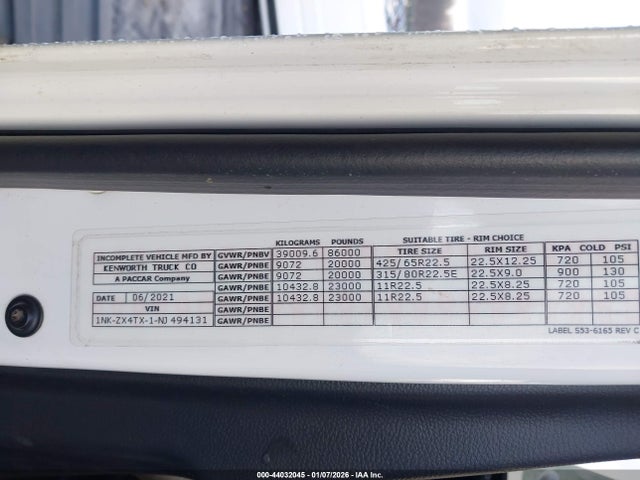 KILOGRAMS POUNDS SUITABLE TIRE - RIM CHOICE
INCOMPLETE VEHICLE MFD BY GVWR/PNBV 39009.6 86000 TIRE SIZE RIM SIZE KPA COLD PSI
KENWORTH TRUCK CO GAWR/PNBE 9072 20000 425/65R22.5 22.5X12.25 720 105
A PACCAR Company GAWR/PNBE 9072 20000 315/80R22.5E 22.5X9.0 900 130
GAWR/PNBE 10432.8 23000 11R22.5 22.5X8.25 720 105
DATE 06/2021 GAWR/PNBE 10432.8 23000 11R22.5 22.5X8.25 720 105
VIN GAWR/PNBE
1NK-ZX4TX-1-NJ 494131 GAWR/PNBE
LABEL S53-6165 REV C
000-44032045 - 01/07/2026 - IAA Inc.